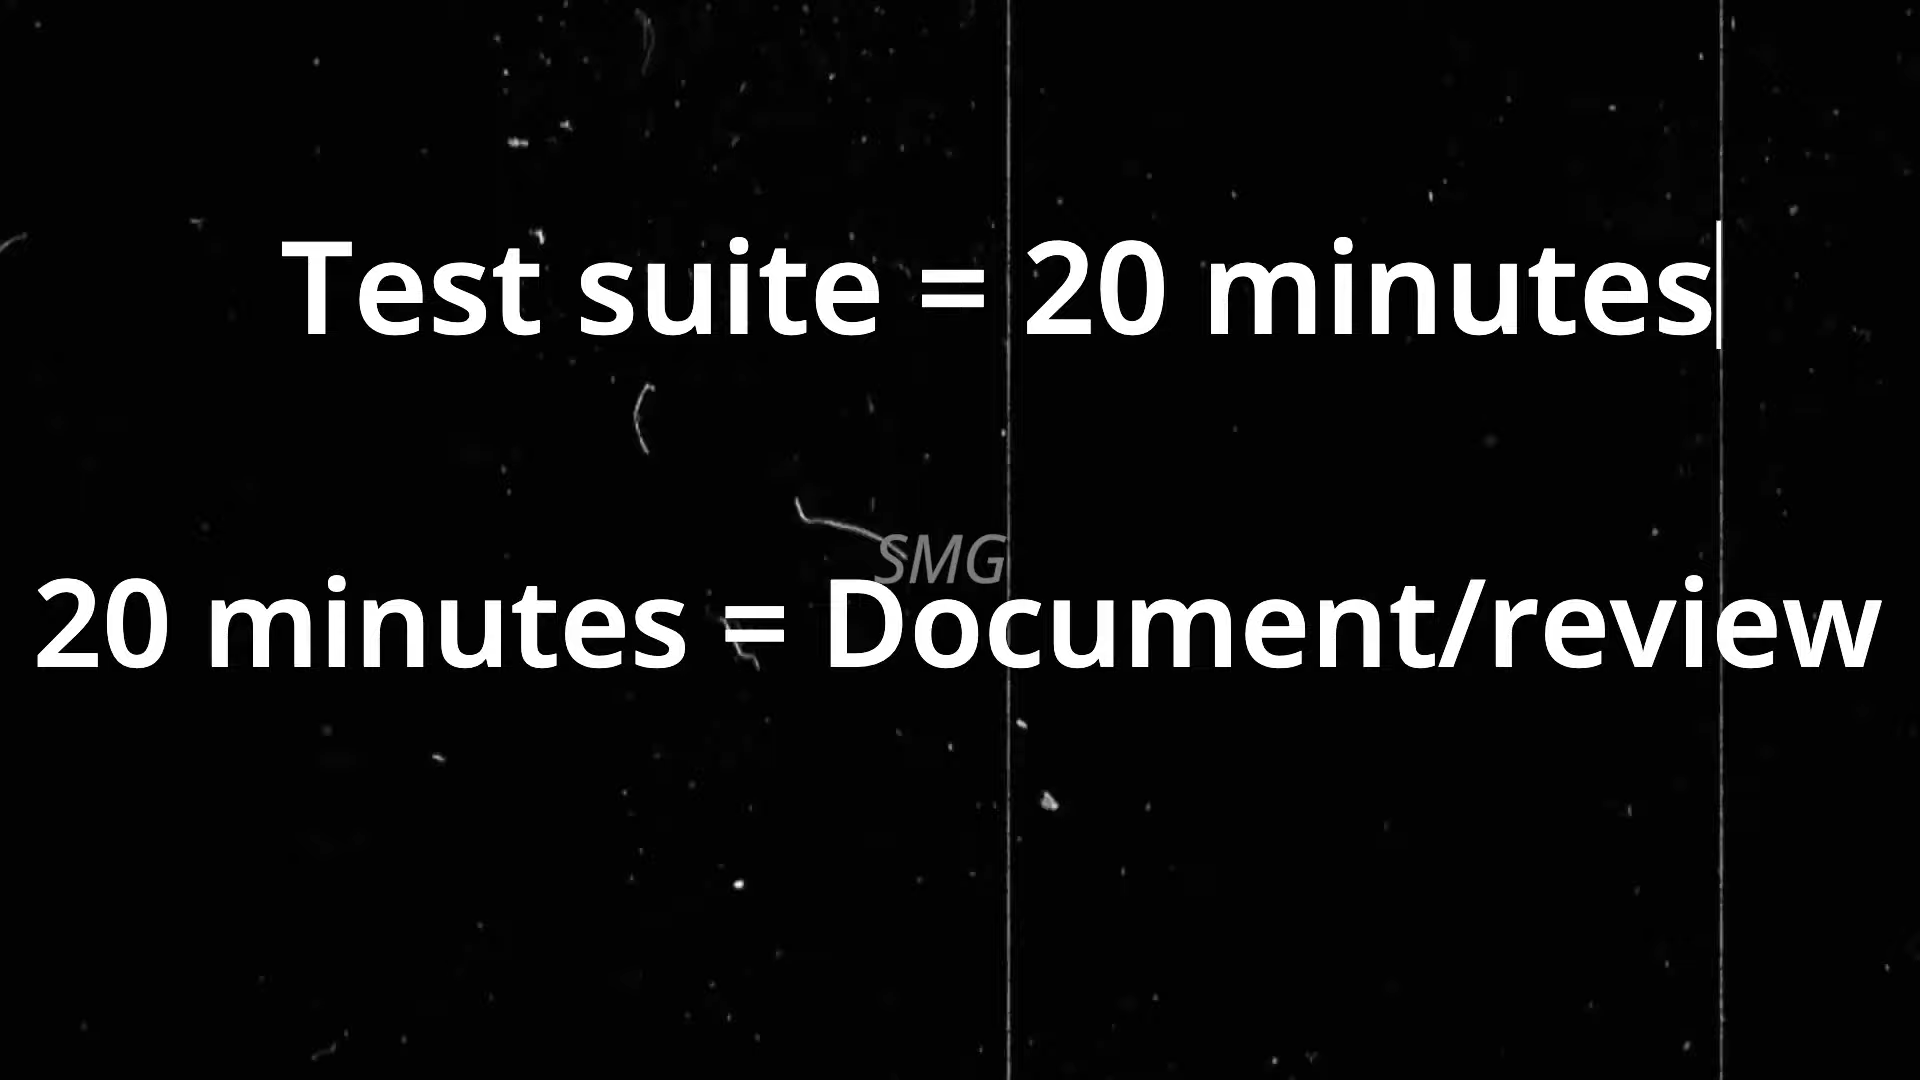 Test suite = 20 minutes
SMG
20 minutes = Document/review